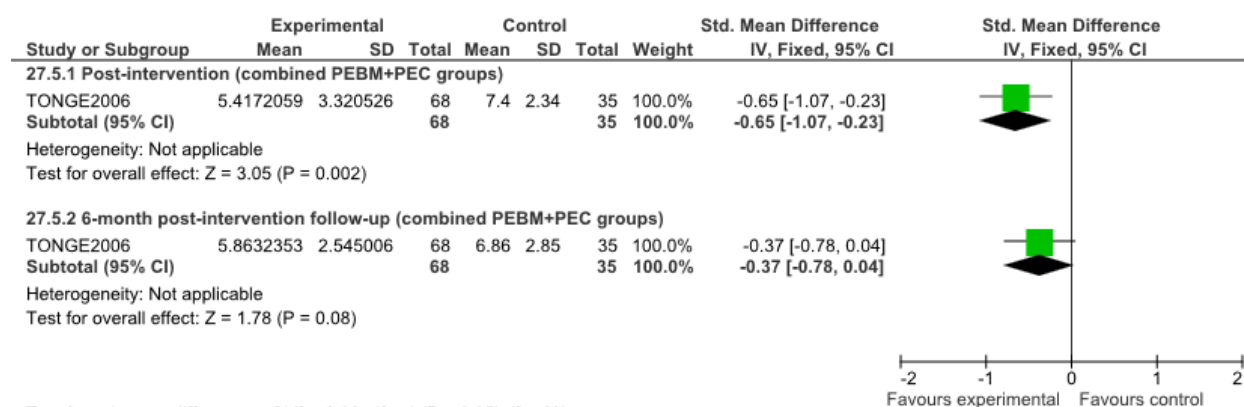 Experimental Control Std. Mean Difference Std. Mean Difference
Study or Subgroup Mean SD Total Mean SD Total Weight IV, Fixed, 95% CI IV, Fixed, 95% CI
27.5.1 Post-intervention (combined PEBM+PEC groups)
TONGE2006 5.4172059 3.320526 68 7.4 2.34 35 100.0% -0.65 [-1.07, -0.23]
Subtotal (95% CI) 68 35 100.0% -0.65 [-1.07, -0.23]
Heterogeneity: Not applicable
Test for overall effect: Z = 3.05 (P = 0.002)
27.5.2 6-month post-intervention follow-up (combined PEBM+PEC groups)
TONGE2006 5.8632353 2.545006 68 6.86 2.85 35 100.0% -0.37 [-0.78, 0.04]
Subtotal (95% CI) 68 35 100.0% -0.37 [-0.78, 0.04]
Heterogeneity: Not applicable
Test for overall effect: Z = 1.78 (P = 0.08)
-2 -1 0 1 2
Favours experimental Favours control